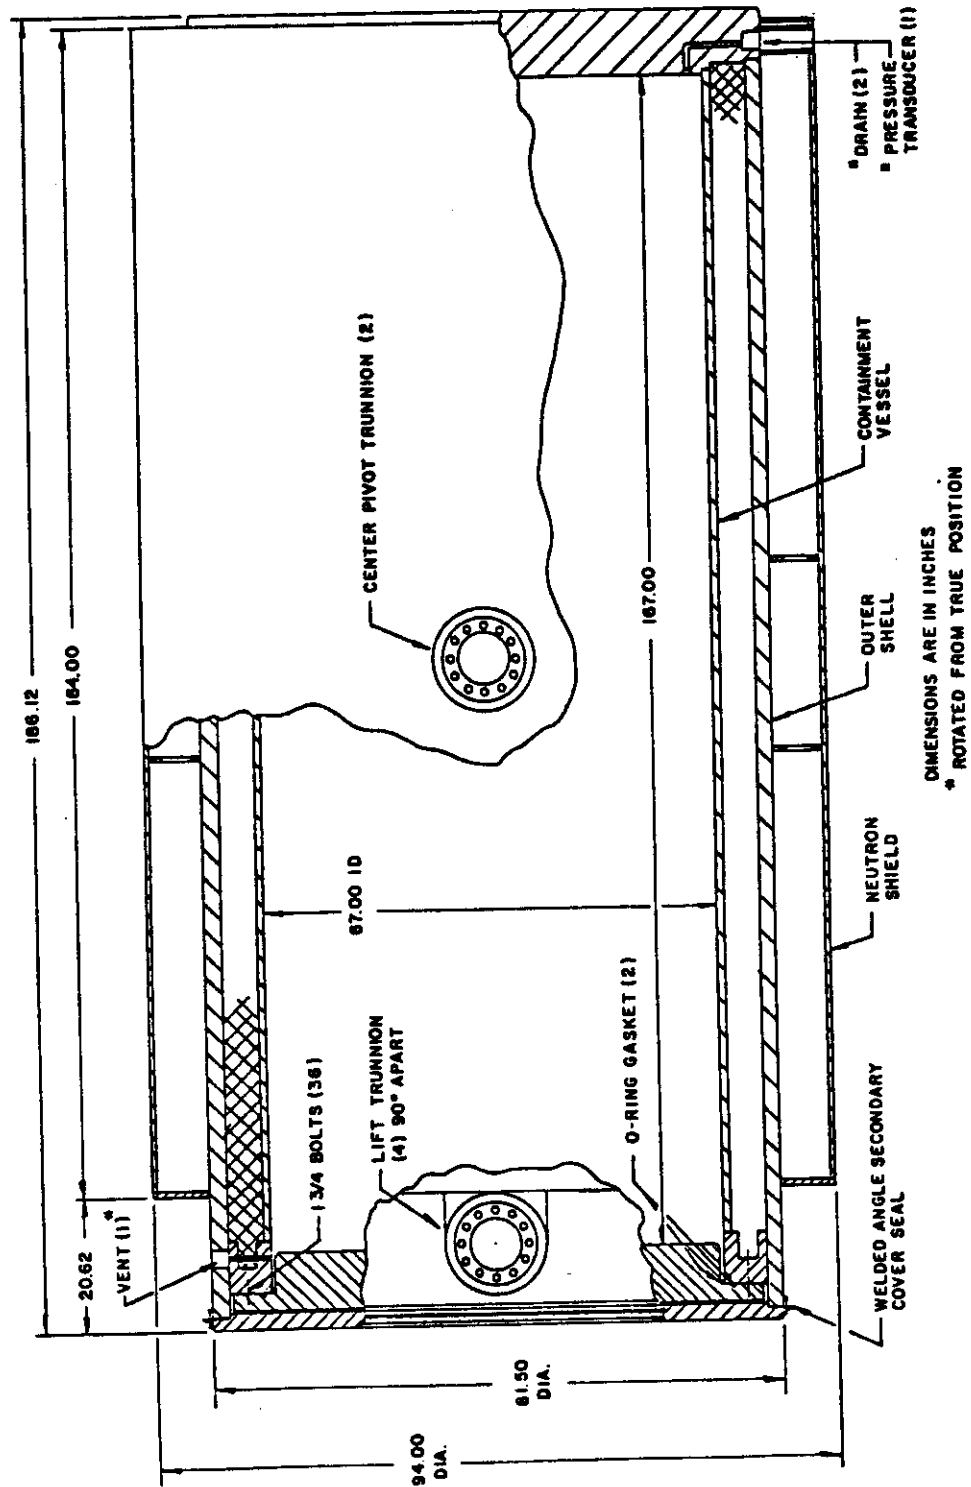 186.12
164.00
20.62
VENT (1)*
1 3/4 BOLTS (36)
LIFT TRUNNION
(4) 90° APART
CENTER PIVOT TRUNNION (2)
67.00 ID
167.00
O-RING GASKET (2)
81.50
DIA.
94.00
DIA.
WELDED ANGLE SECONDARY
COVER SEAL
NEUTRON
SHIELD
OUTER
SHELL
CONTAINMENT
VESSEL
* DRAIN (2)
* PRESSURE
TRANSDUCER (1)
DIMENSIONS ARE IN INCHES
* ROTATED FROM TRUE POSITION